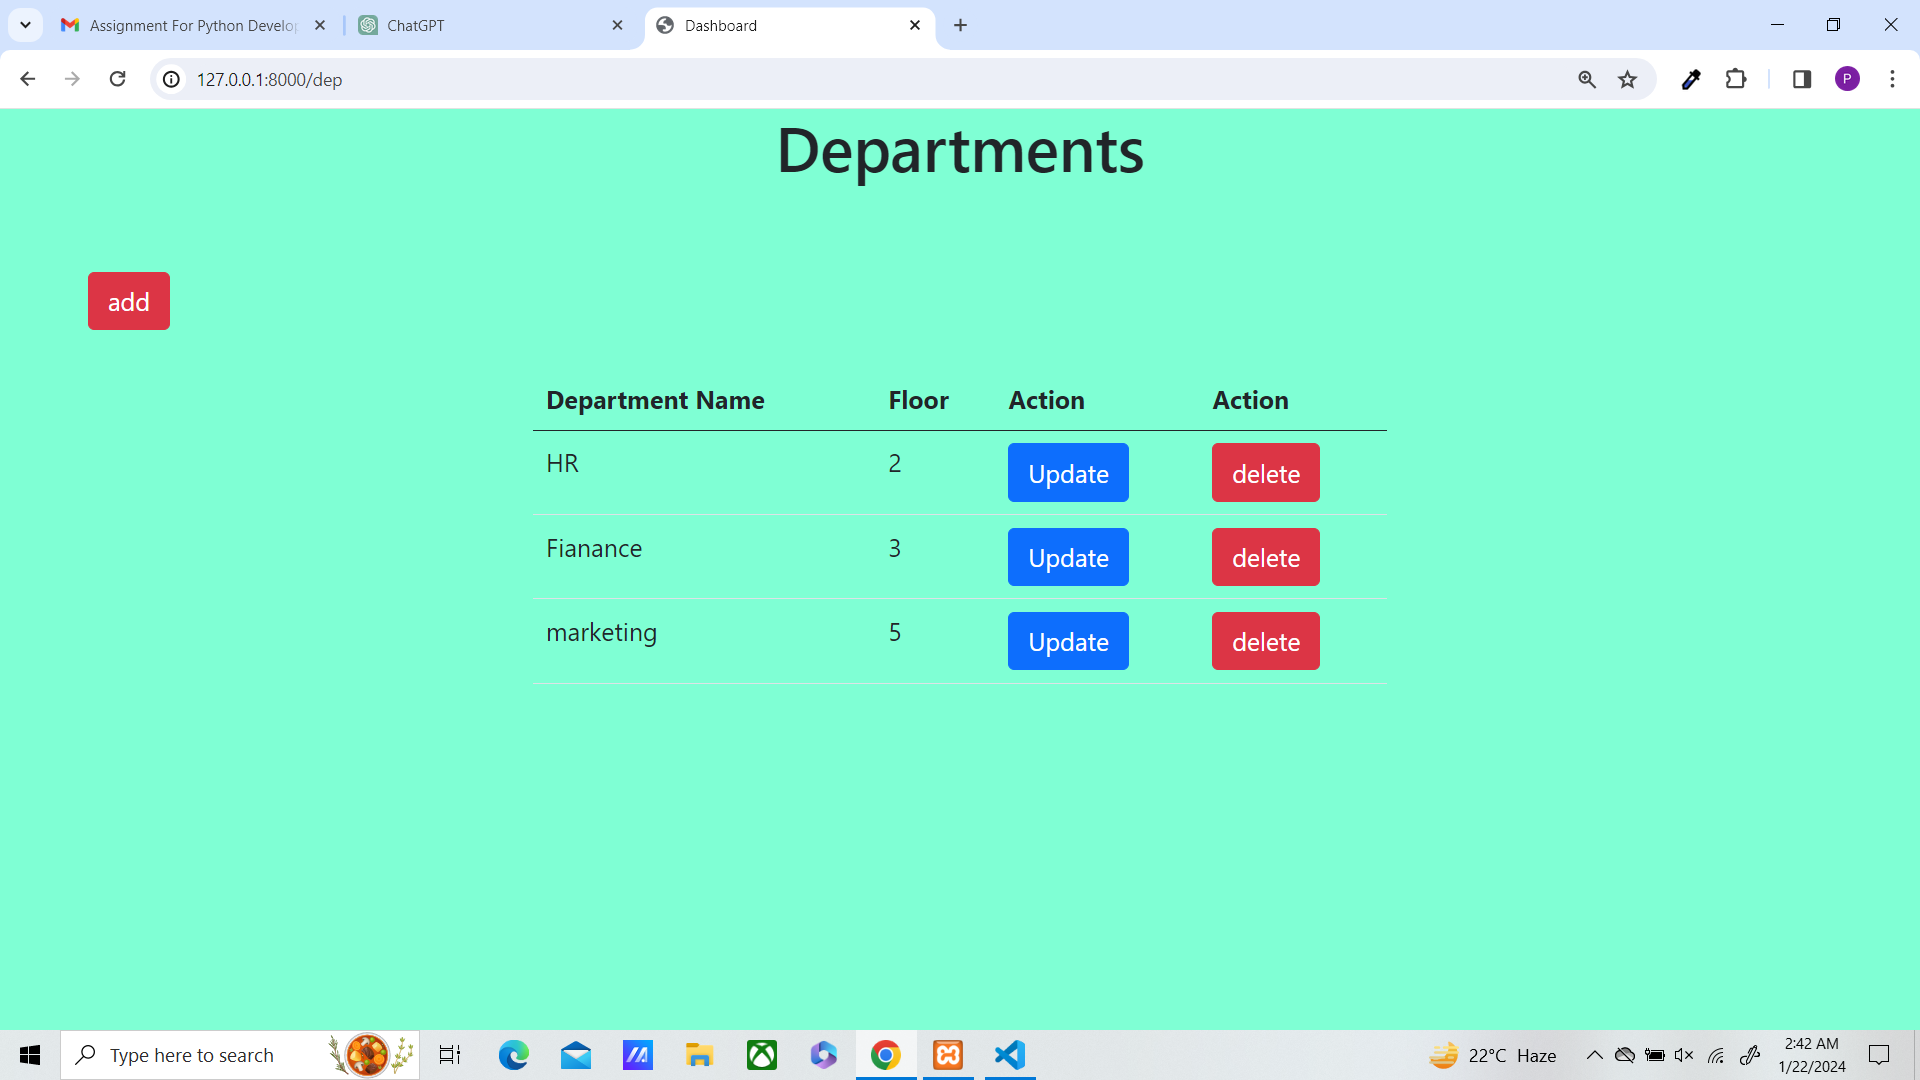 Assignment For Python Develop
ChatGPT
Dashboard
127.0.0.1:8000/dep
P
Departments
add
Department Name Floor Action Action
HR 2 Update delete
Fianance 3 Update delete
marketing 5 Update delete
Type here to search
22°C Haze
2:42 AM
1/22/2024